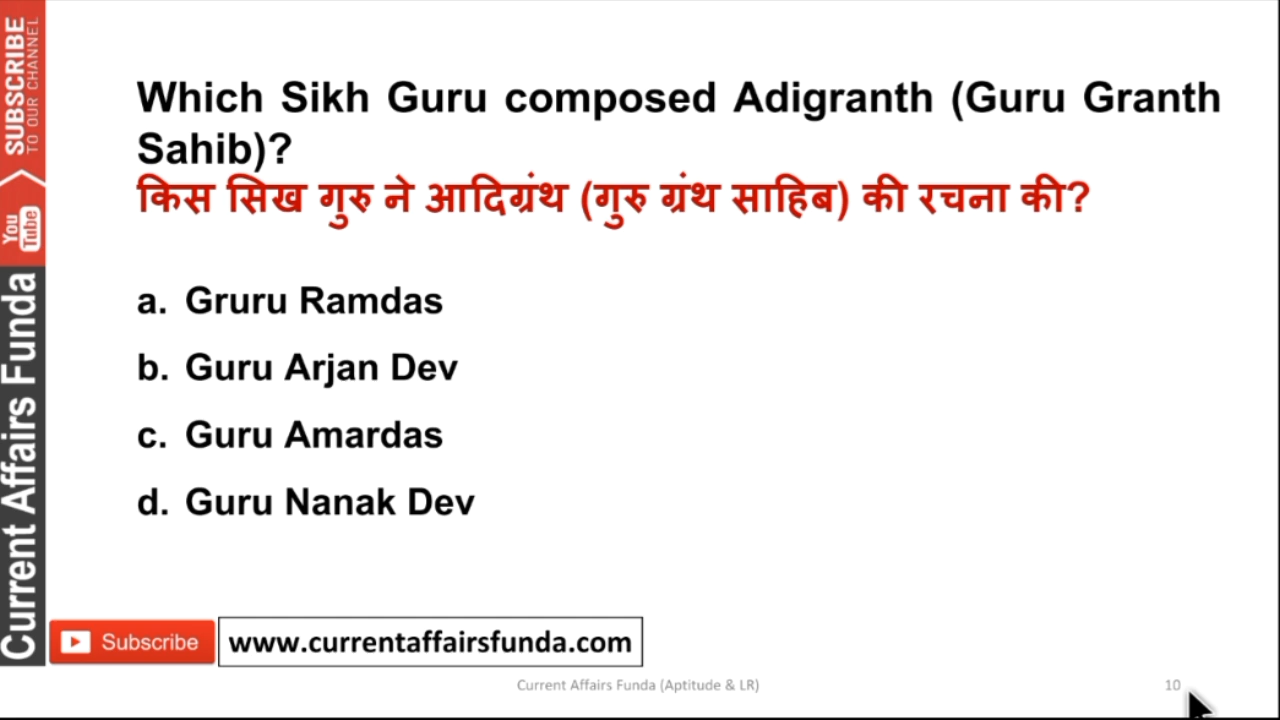 Which Sikh Guru composed Adigranth (Guru Granth
Sahib)?
किस सिख गुरु ने आदिग्रंथ (गुरु ग्रंथ साहिब) की रचना की?
a. Gruru Ramdas
b. Guru Arjan Dev
c. Guru Amardas
d. Guru Nanak Dev
SUBSCRIBE
TO OUR CHANNEL
You
Tube
Current Affairs Funda
Subscribe
www.currentaffairsfunda.com
Current Affairs Funda (Aptitude & LR)
10